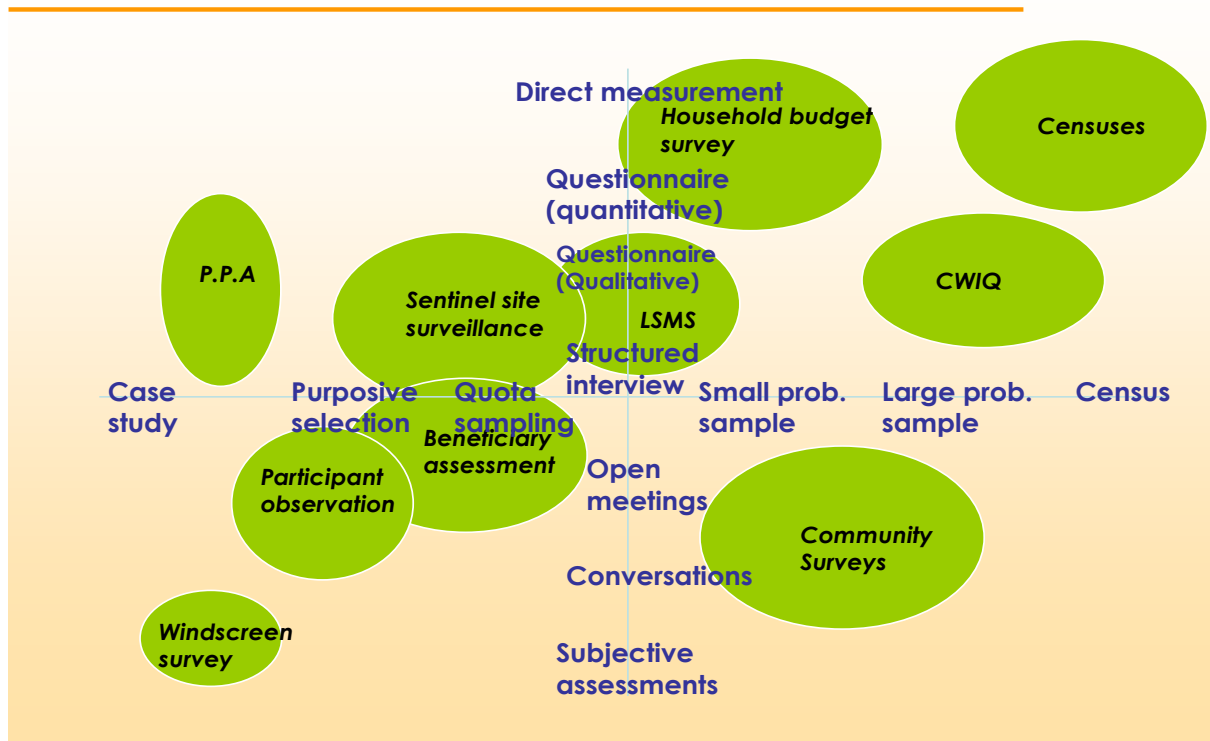 Direct measurement
Household budget
survey
Censuses
Questionnaire
(quantitative)
P.P.A
Questionnaire
(Qualitative)
Sentinel site
surveillance
LSMS
CWIQ
Structured
interview
Case
study
Purposive
selection
Quota
sampling
Small prob.
sample
Large prob.
sample
Census
Beneficiary
assessment
Participant
observation
Open
meetings
Community
Surveys
Conversations
Windscreen
survey
Subjective
assessments